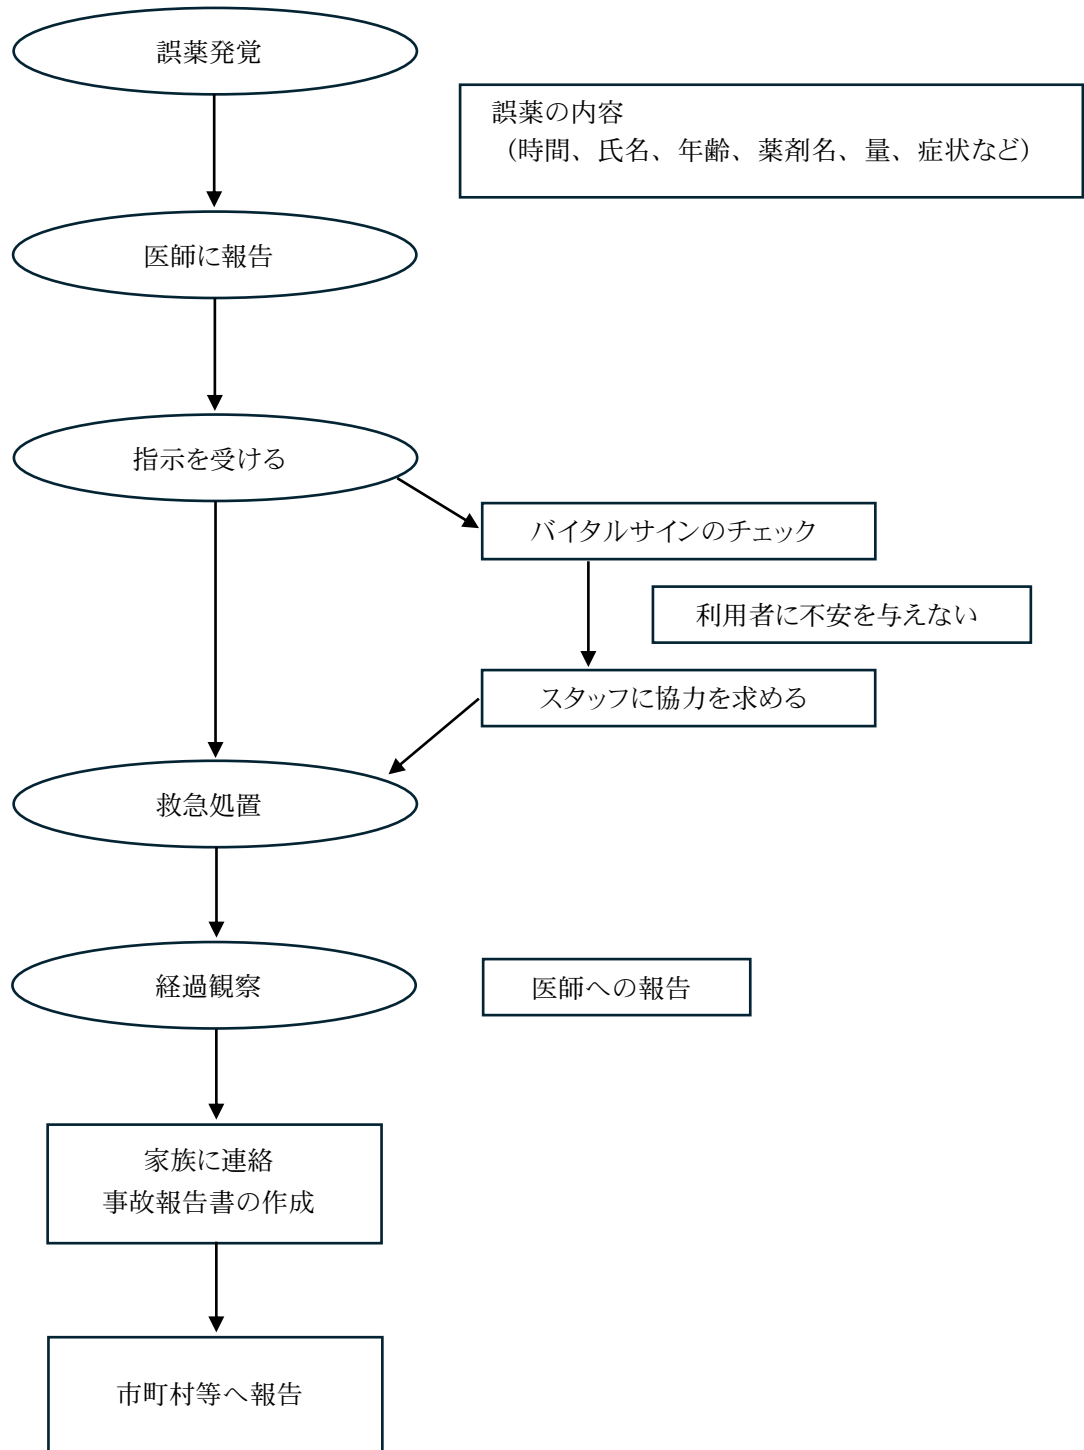 誤薬発覚
誤薬の内容
（時間、氏名、年齢、薬剤名、量、症状など）
医師に報告
指示を受ける
バイタルサインのチェック
利用者に不安を与えない
スタッフに協力を求める
救急処置
経過観察
医師への報告
家族に連絡
事故報告書の作成
市町村等へ報告